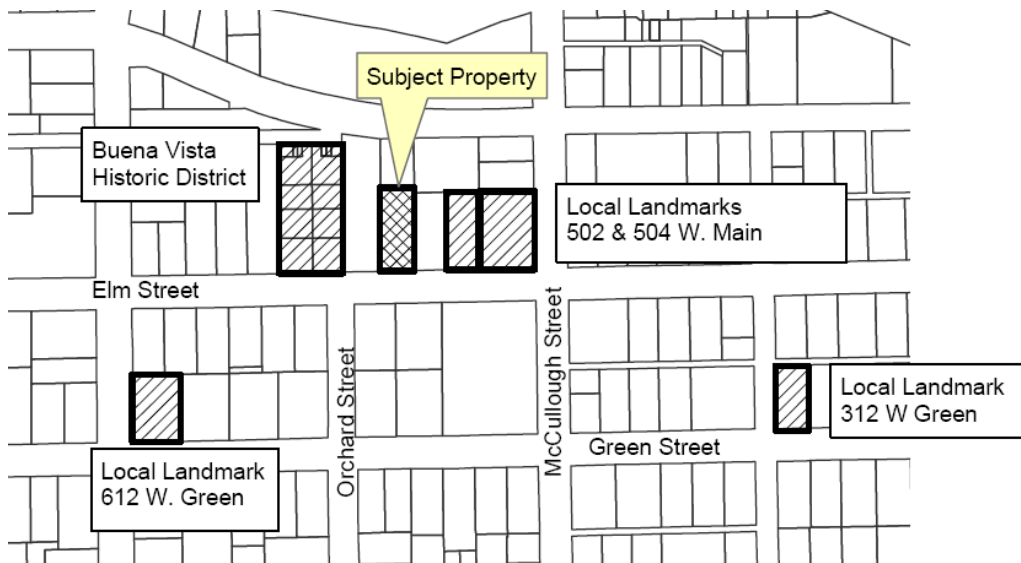 Subject Property
Buena Vista
Historic District
Local Landmarks
502 & 504 W. Main
Elm Street
Orchard Street
McCullough Street
Local Landmark
312 W Green
Green Street
Local Landmark
612 W. Green